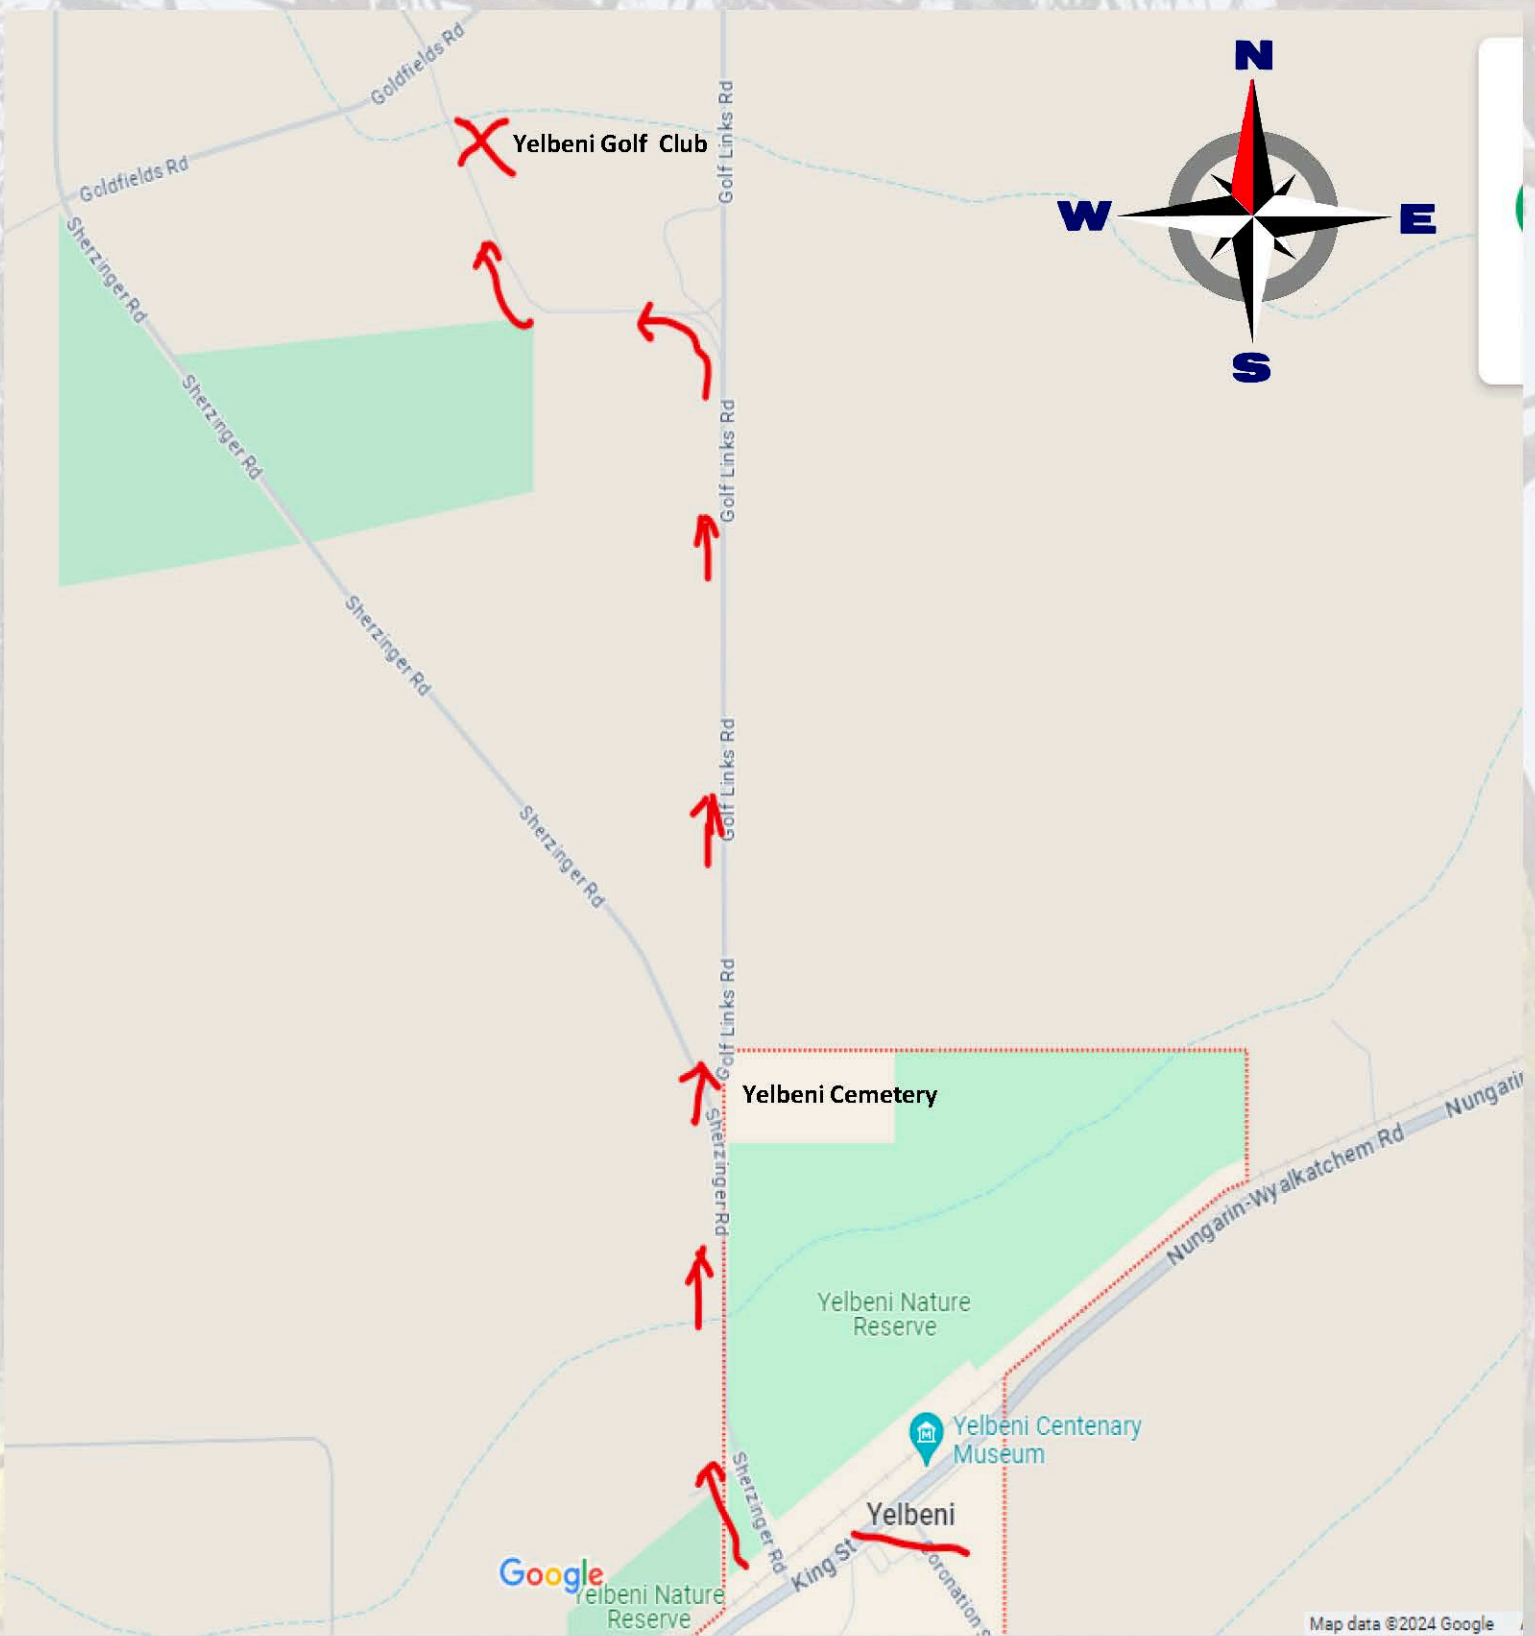 N
Goldfields Rd
Golf Links Rd
Yelbeni Golf Club
Goldfields Rd
W
E
Sherzinger Rd
S
Sherzinger Rd
Golf Links Rd
Sherzinger Rd
Golf Links Rd
Sherzinger Rd
Golf Links Rd
Yelbeni Cemetery
Nungarin
Sherzinger Rd
Nungarin-Wyalkatchem Rd
Yelbeni Nature
Reserve
Yelbeni Centenary
Museum
Sherzinger Rd
Yelbeni
King St
Coronation S
Google
Yelbeni Nature
Reserve
Map data ©2024 Google